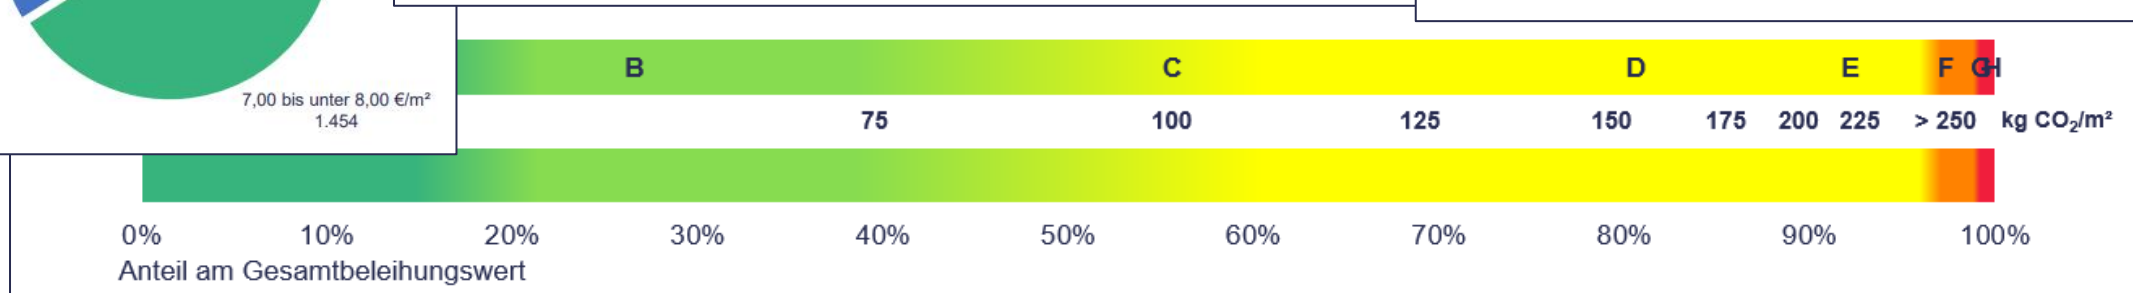 7,00 bis unter 8,00 €/m²
1.454
B C D E F G H
75 100 125 150 175 200 225 > 250 kg CO₂/m²
0% 10% 20% 30% 40% 50% 60% 70% 80% 90% 100%
Anteil am Gesamtbeleihungswert